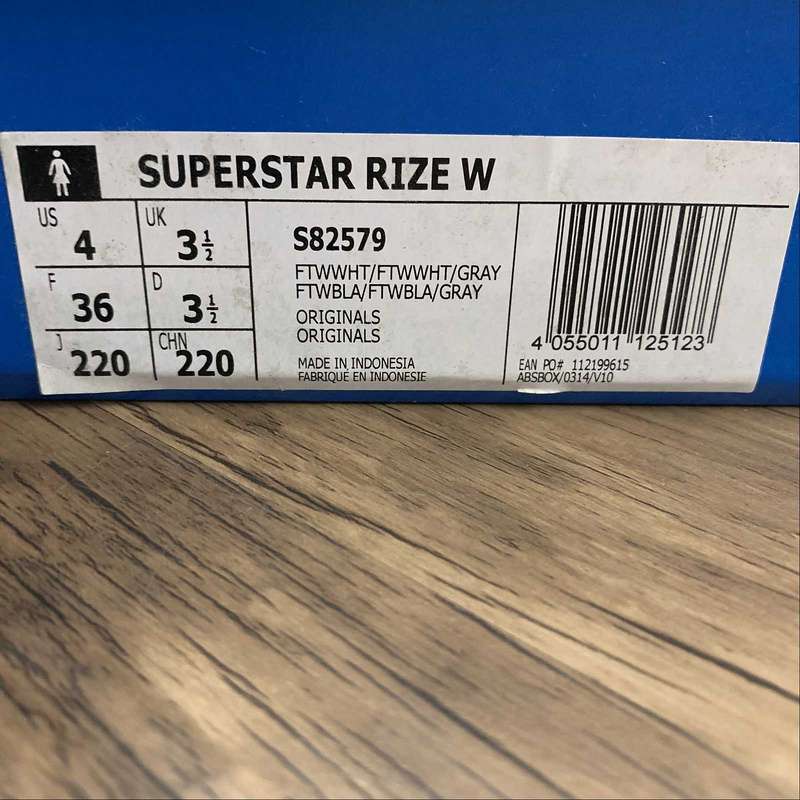 SUPERSTAR RIZE W
US 4 UK 3½
F 36 D 3½
J 220 CHN 220
S82579
FTWWHT/FTWWHT/GRAY
FTWBLA/FTWBLA/GRAY
ORIGINALS
ORIGINALS
MADE IN INDONESIA
FABRIQUÉ EN INDONESIE
4 055011 125123
EAN PO# 112199615
ABSBOX/0314/V10